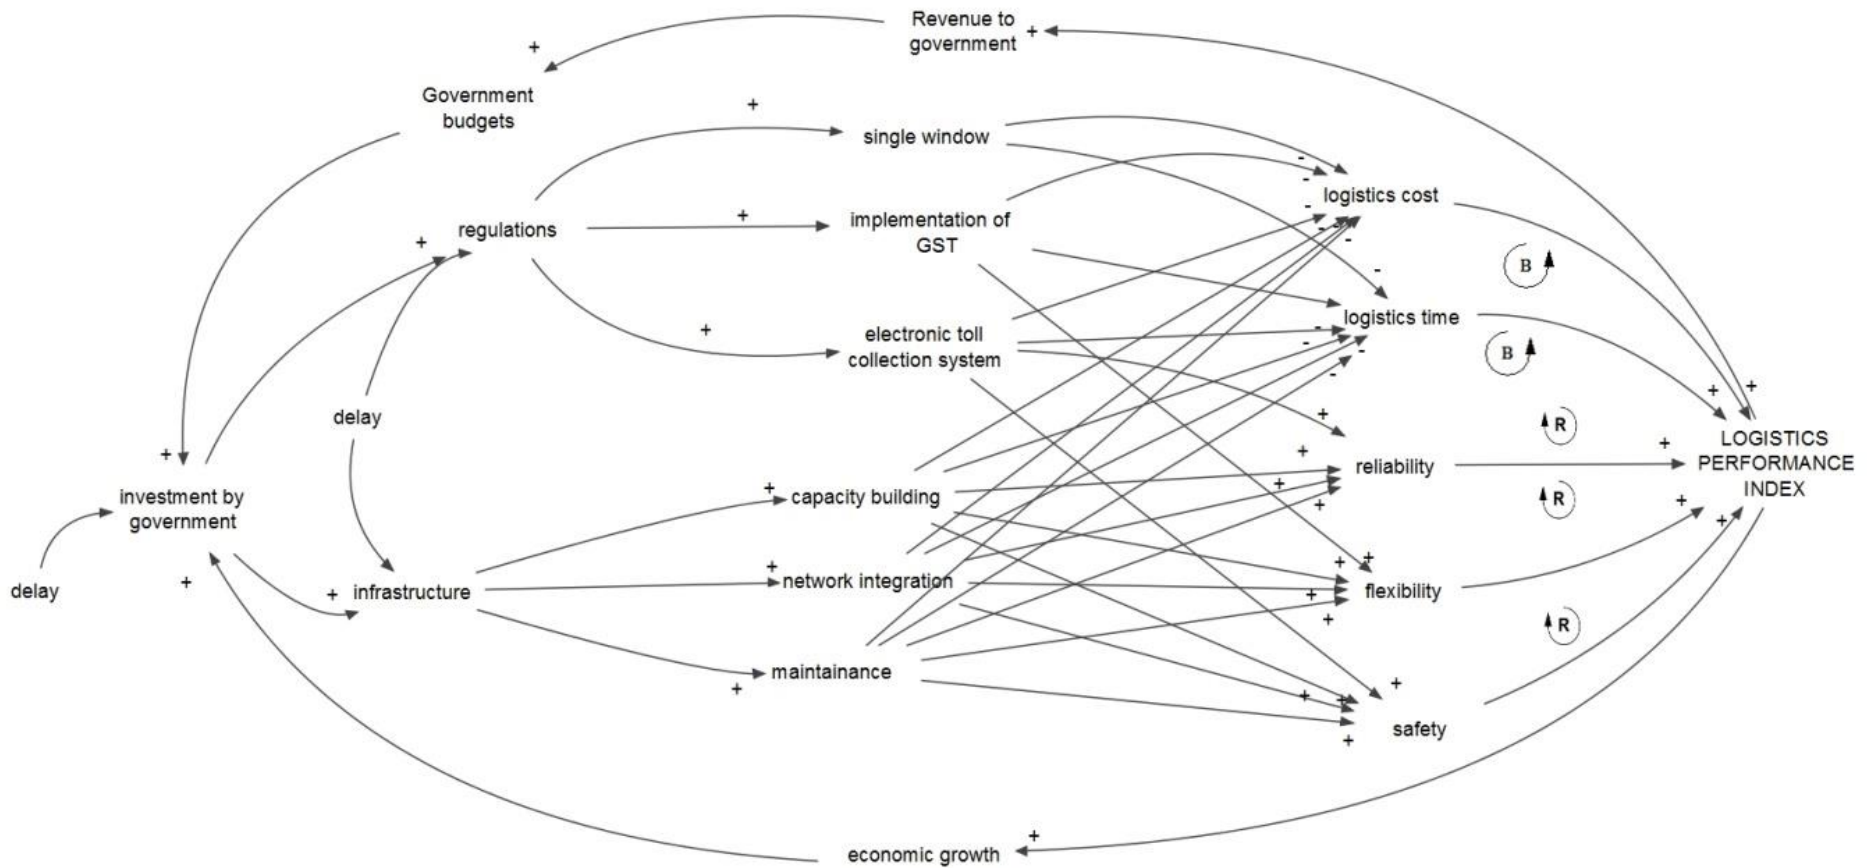 Revenue to
government
+
+
Government
budgets
+
single window
-
-
logistics cost
+
regulations
+
implementation of
GST
-
-
-
-
B
-
logistics time
+
electronic toll
collection system
-
-
-
-
B
delay
+
+
+
+
R
+
LOGISTICS
PERFORMANCE
INDEX
+
reliability
+
investment by
government
+
capacity building
+
+
R
+
+
delay
+
+
infrastructure
+
network integration
+
+
flexibility
+
+
R
maintainance
+
+
+
+
safety
+
economic growth
+